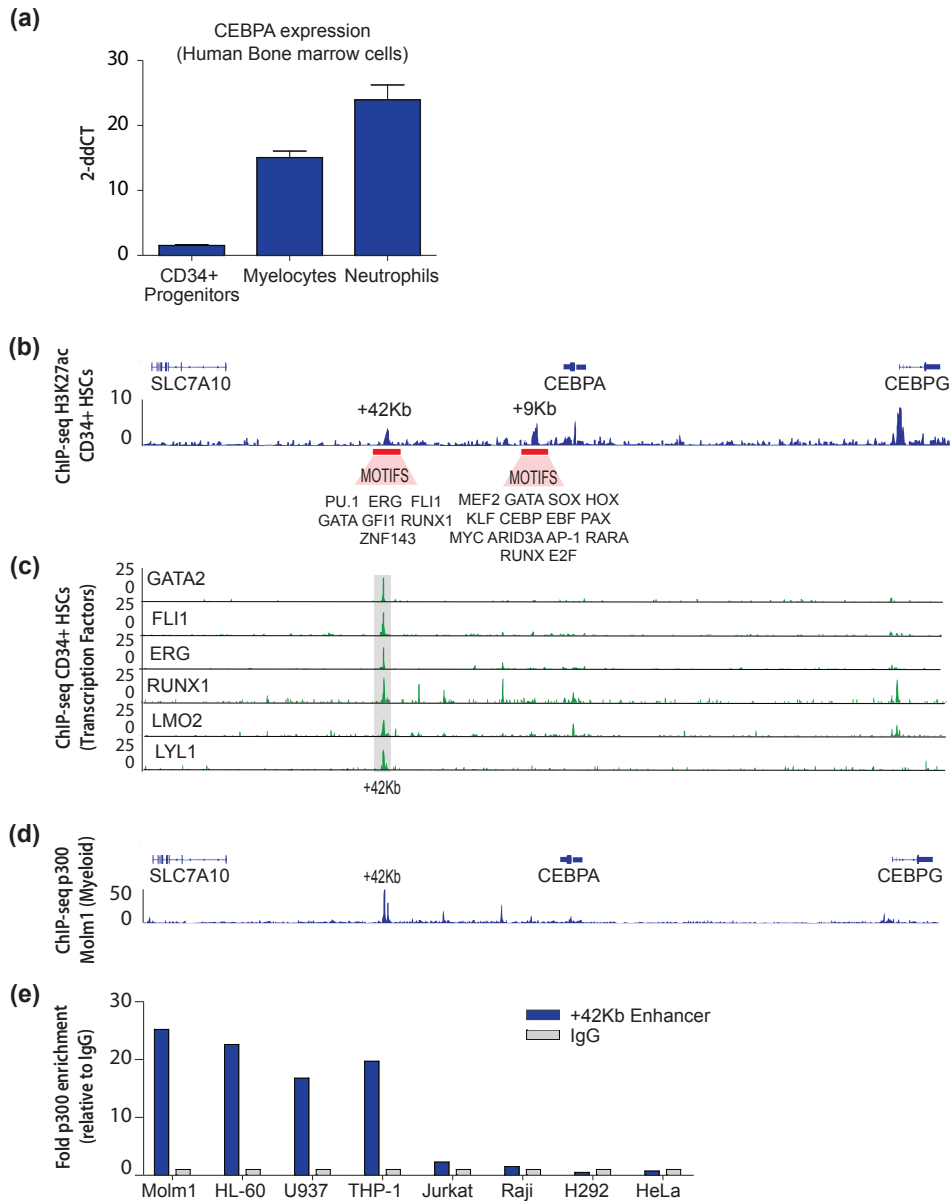 (a)
CEBPA expression
(Human Bone marrow cells)
2-ddCT
30
20
10
0
CD34+
Progenitors
Myelocytes
Neutrophils
(b)
ChIP-seq H3K27ac
CD34+ HSCs
SLC7A10
CEBPA
CEBPG
10
0
+42Kb
+9Kb
MOTIFS
PU.1 ERG FLI1
GATA GFI1 RUNX1
ZNF143
MOTIFS
MEF2 GATA SOX HOX
KLF CEBP EBF PAX
MYC ARID3A AP-1 RARA
RUNX E2F
(c)
ChIP-seq CD34+ HSCs
(Transcription Factors)
25
0
GATA2
25
0
FLI1
25
0
ERG
25
0
RUNX1
25
0
LMO2
25
0
LYL1
+42Kb
(d)
ChIP-seq p300
Molm1 (Myeloid)
SLC7A10
+42Kb
CEBPA
CEBPG
50
0
(e)
Fold p300 enrichment
(relative to IgG)
30
20
10
0
+42Kb Enhancer
IgG
Molm1 HL-60 U937 THP-1 Jurkat Raji H292 HeLa